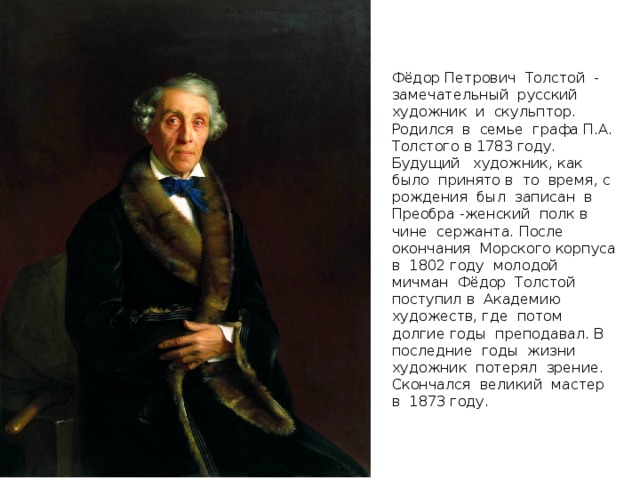 Фёдор Петрович Толстой -
замечательный русский
художник и скульптор.
Родился в семье графа П.А.
Толстого в 1783 году.
Будущий художник, как
было принято в то время, с
рождения был записан в
Преобра -женский полк в
чине сержанта. После
окончания Морского корпуса
в 1802 году молодой
мичман Фёдор Толстой
поступил в Академию
художеств, где потом
долгие годы преподавал. В
последние годы жизни
художник потерял зрение.
Скончался великий мастер
в 1873 году.